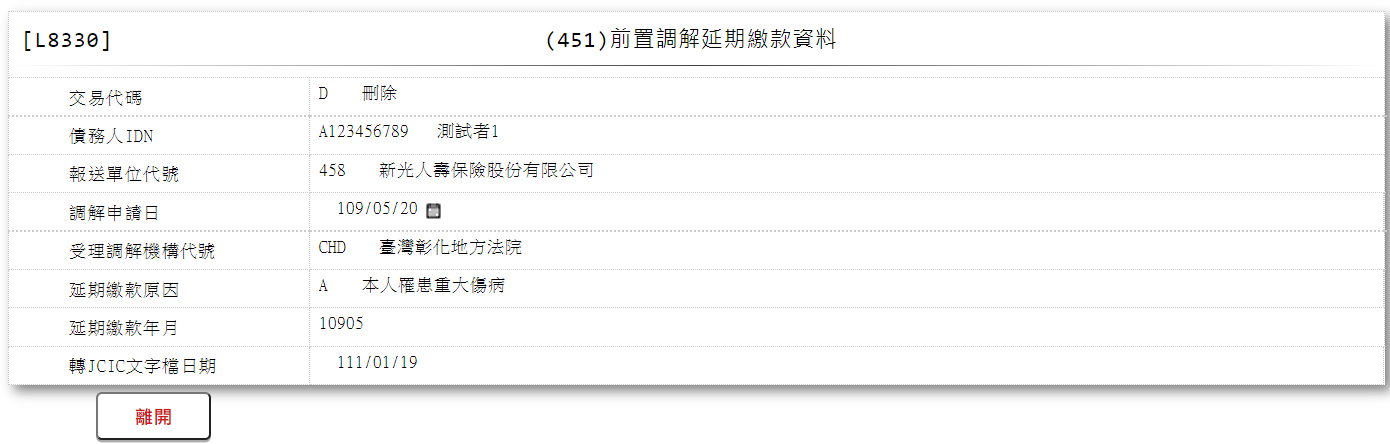 [L8330] (451)前置調解延期繳款資料
交易代碼 D 刪除
債務人IDN A123456789 測試者1
報送單位代號 458 新光人壽保險股份有限公司
調解申請日 109/05/20
受理調解機構代號 CHD 臺灣彰化地方法院
延期繳款原因 A 本人罹患重大傷病
延期繳款年月 10905
轉JCIC文字檔日期 111/01/19
離開